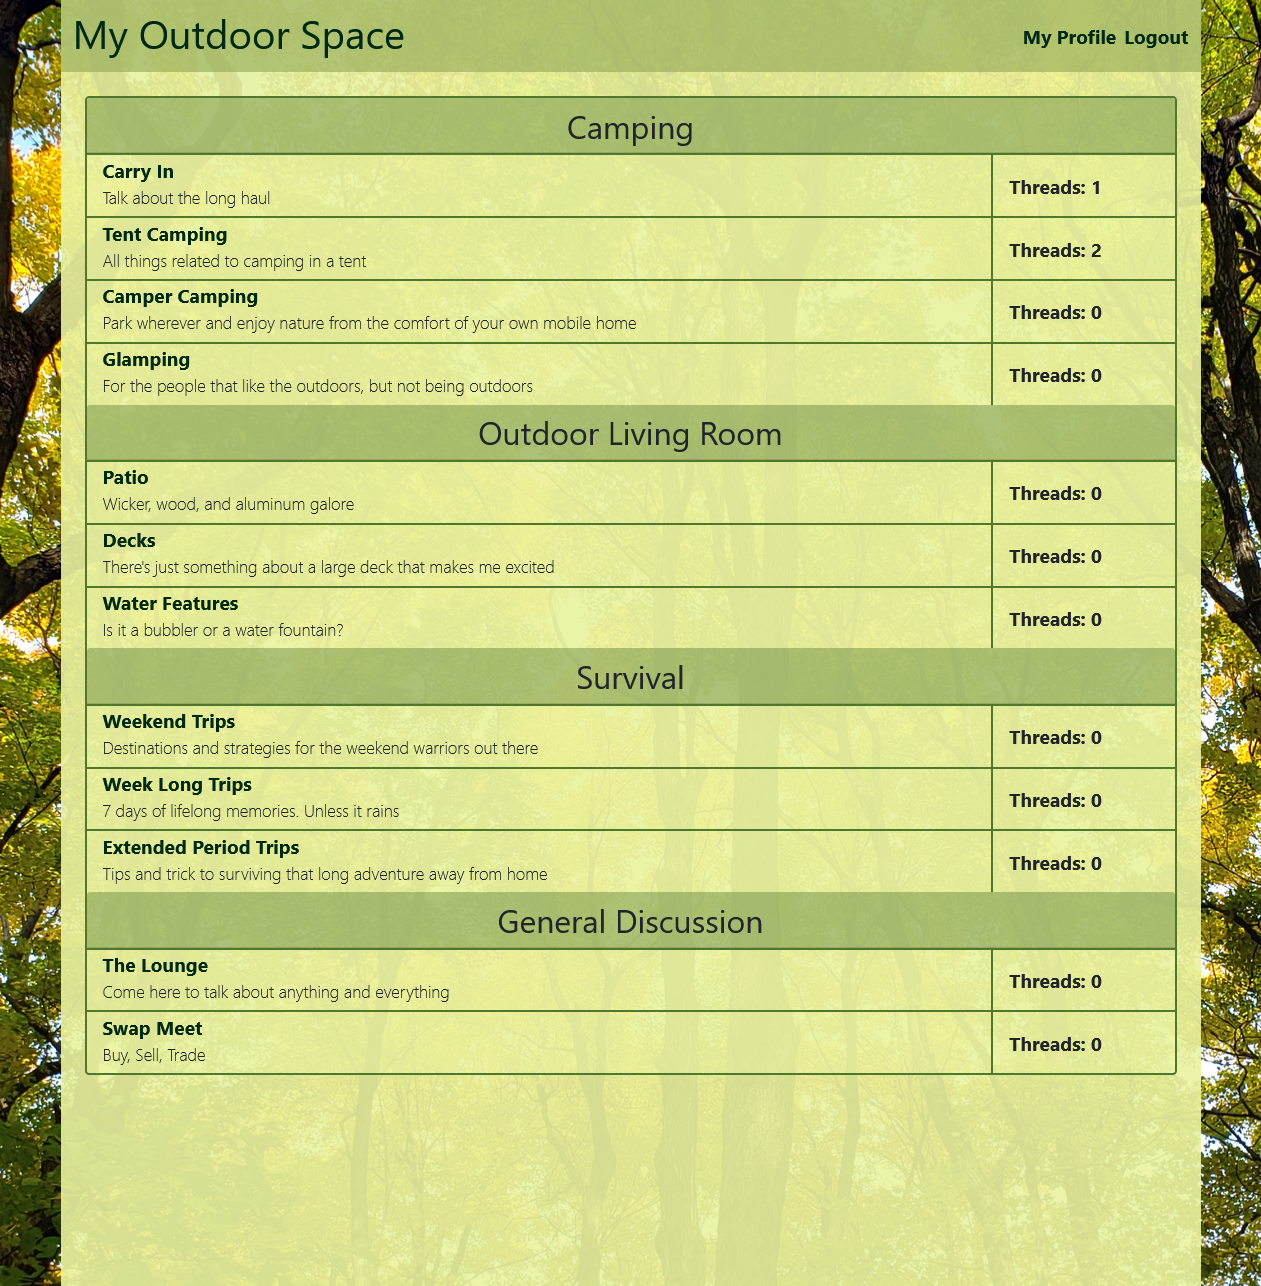 My Outdoor Space
My Profile Logout
Camping
Carry In
Talk about the long haul
Threads: 1
Tent Camping
All things related to camping in a tent
Threads: 2
Camper Camping
Park wherever and enjoy nature from the comfort of your own mobile home
Threads: 0
Glamping
For the people that like the outdoors, but not being outdoors
Threads: 0
Outdoor Living Room
Patio
Wicker, wood, and aluminum galore
Threads: 0
Decks
There's just something about a large deck that makes me excited
Threads: 0
Water Features
Is it a bubbler or a water fountain?
Threads: 0
Survival
Weekend Trips
Destinations and strategies for the weekend warriors out there
Threads: 0
Week Long Trips
7 days of lifelong memories. Unless it rains
Threads: 0
Extended Period Trips
Tips and trick to surviving that long adventure away from home
Threads: 0
General Discussion
The Lounge
Come here to talk about anything and everything
Threads: 0
Swap Meet
Buy, Sell, Trade
Threads: 0